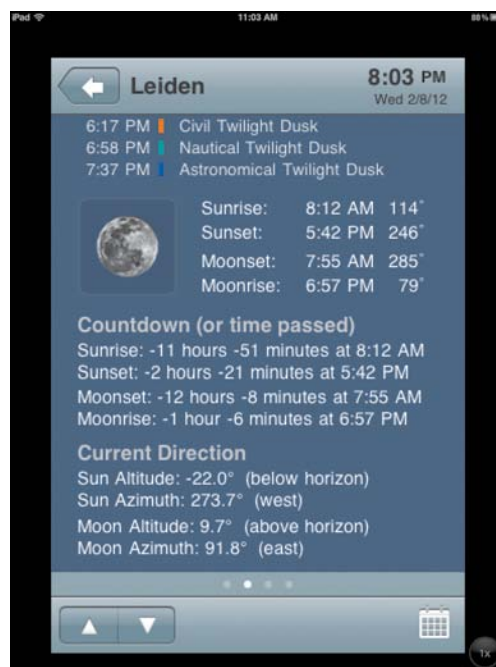 iPad 11:03 AM 88%
Leiden 8:03 PM
Wed 2/8/12
6:17 PM Civil Twilight Dusk
6:58 PM Nautical Twilight Dusk
7:37 PM Astronomical Twilight Dusk
Sunrise: 8:12 AM 114°
Sunset: 5:42 PM 246°
Moonset: 7:55 AM 285°
Moonrise: 6:57 PM 79°
Countdown (or time passed)
Sunrise: -11 hours -51 minutes at 8:12 AM
Sunset: -2 hours -21 minutes at 5:42 PM
Moonset: -12 hours -8 minutes at 7:55 AM
Moonrise: -1 hour -6 minutes at 6:57 PM
Current Direction
Sun Altitude: -22.0° (below horizon)
Sun Azimuth: 273.7° (west)
Moon Altitude: 9.7° (above horizon)
Moon Azimuth: 91.8° (east)
1x